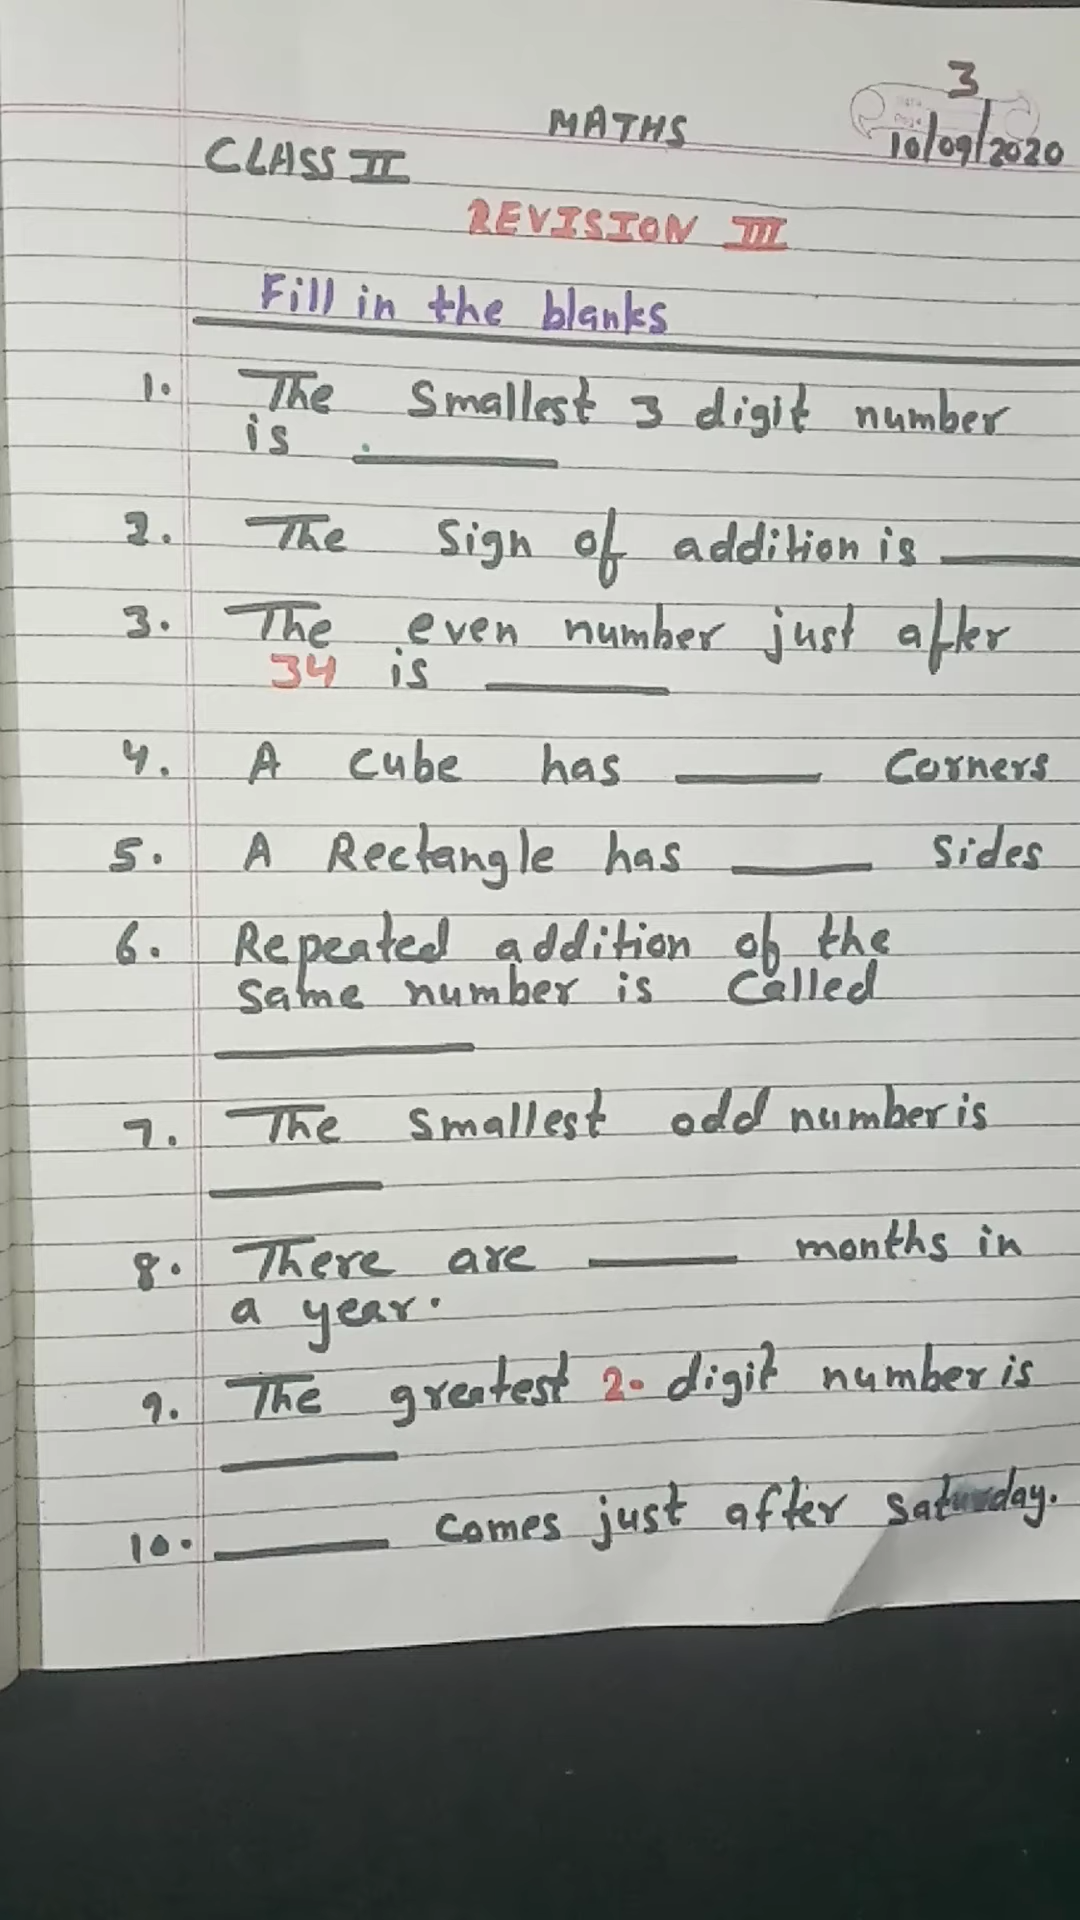 3
MATHS
10/09/2020
CLASS II
REVISION III
Fill in the blanks
1. The Smallest 3 digit number
is
2. The Sign of addition is
3. The even number just after
34 is
4. A cube has Corners
5. A Rectangle has Sides
6. Repeated addition of the
same number is Called
7. The smallest odd number is
8. There are months in
a year.
9. The greatest 2- digit number is
10. comes just after saturday.